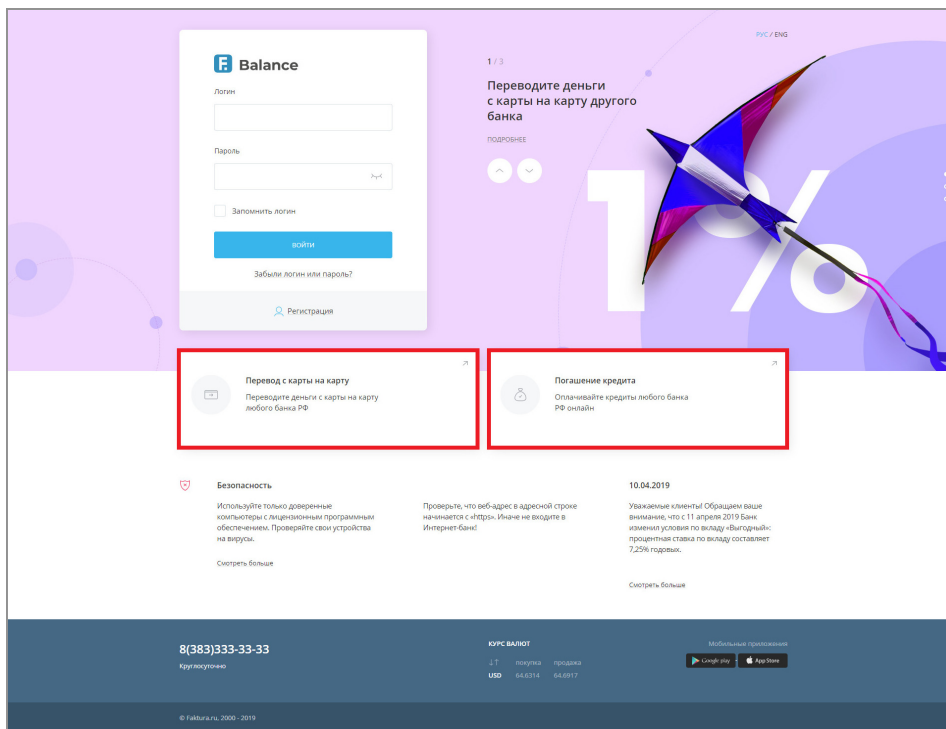 РУС / ENG
F. Balance
Логин
Пароль
Запомнить логин
ВОЙТИ
Забыли логин или пароль?
Регистрация
1 / 3
Переводите деньги
с карты на карту другого
банка
ПОДРОБНЕЕ
1%
Перевод с карты на карту
Переводите деньги с карты на карту
любого банка РФ
Погашение кредита
Оплачивайте кредиты любого банка
РФ онлайн
Безопасность
Используйте только доверенные
компьютеры с лицензионным программным
обеспечением. Проверяйте свои устройства
на вирусы.
Смотреть больше
Проверьте, что веб-адрес в адресной строке
начинается с «https». Иначе не входите в
Интернет-банк!
10.04.2019
Уважаемые клиенты! Обращаем ваше
внимание, что с 11 апреля 2019 Банк
изменил условия по вкладу «Выгодный»:
процентная ставка по вкладу составляет
7,25% годовых.
Смотреть больше
8(383)333-33-33
Круглосуточно
КУРС ВАЛЮТ
↓↑ покупка продажа
USD 64.6314 64.6917
Мобильные приложения
Google play
App Store
© Faktura.ru, 2000 - 2019